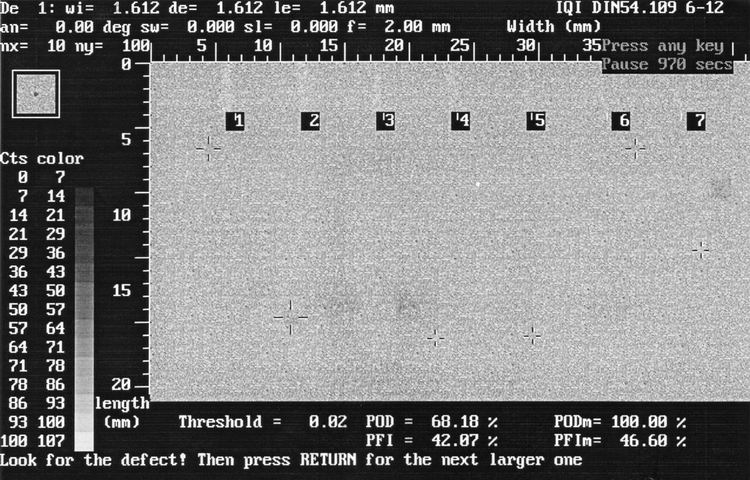 De 1: wi= 1.612 de= 1.612 le= 1.612 mm IQI DIN54.109 6-12
an= 0.00 deg sw= 0.000 sl= 0.000 f= 2.00 mm Width (mm)
nx= 10 ny= 100 5 10 15 20 25 30 35 Press any key
0 Pause 970 secs
1 2 3 4 5 6 7
5
Cts color
0 7
7 14
14 21 10
21 29
29 36
36 43
43 50 15
50 57
57 64
64 71
71 78
78 86 20
86 93 length
93 100 (mm) Threshold = 0.02 POD = 68.18 % PODm= 100.00 %
100 107 PFI = 42.07 % PFIm= 46.60 %
Look for the defect! Then press RETURN for the next larger one